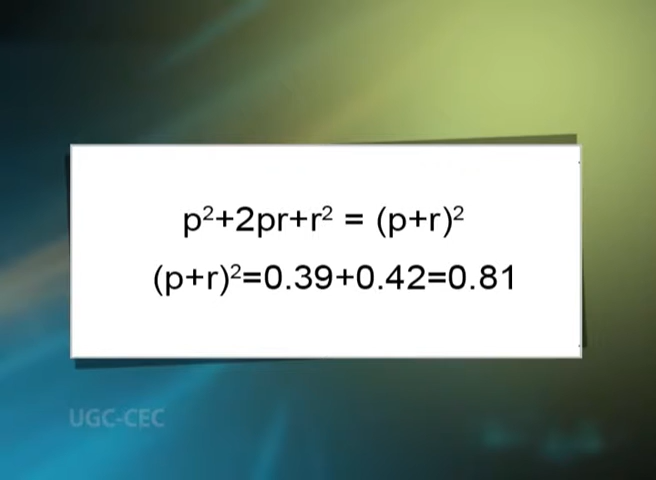 p²+2pr+r² = (p+r)²
(p+r)²=0.39+0.42=0.81
UGC-CEC